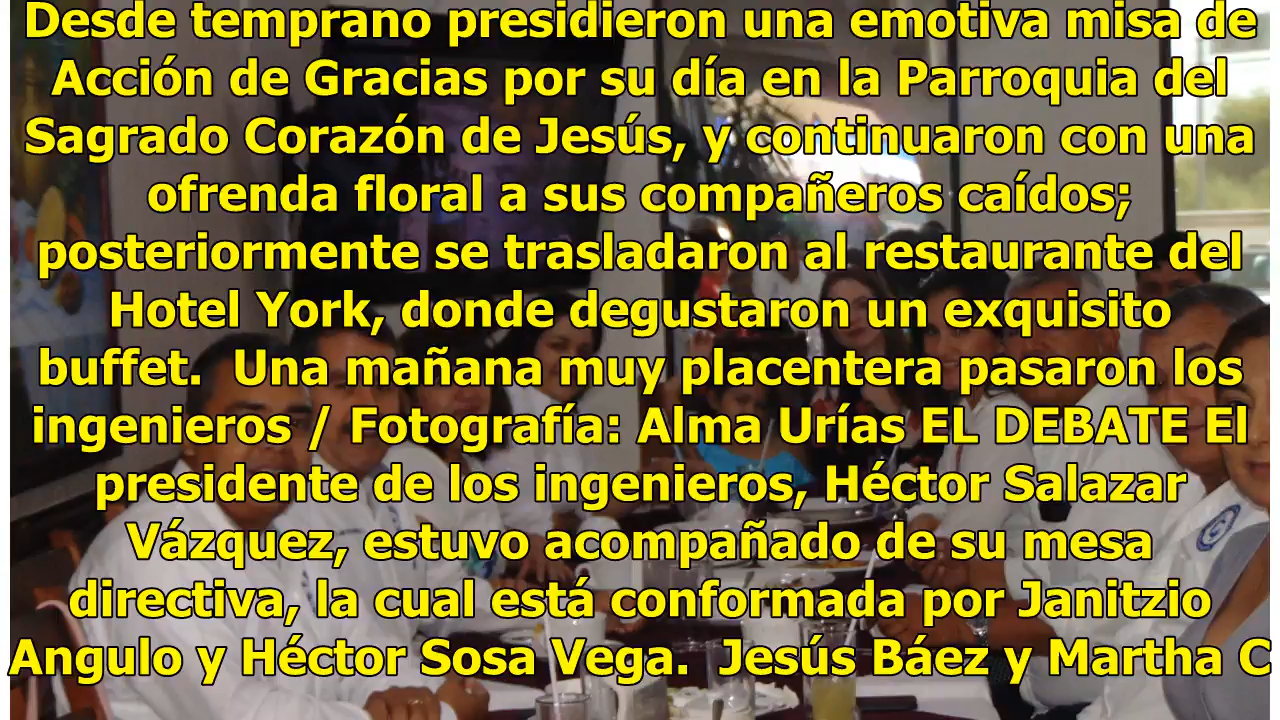 Desde temprano presidieron una emotiva misa de
Acción de Gracias por su día en la Parroquia del
Sagrado Corazón de Jesús, y continuaron con una
ofrenda floral a sus compañeros caídos;
posteriormente se trasladaron al restaurante del
Hotel York, donde degustaron un exquisito
buffet.  Una mañana muy placentera pasaron los
ingenieros / Fotografía: Alma Urías EL DEBATE El
presidente de los ingenieros, Héctor Salazar
Vázquez, estuvo acompañado de su mesa
directiva, la cual está conformada por Janitzio
Angulo y Héctor Sosa Vega.  Jesús Báez y Martha C